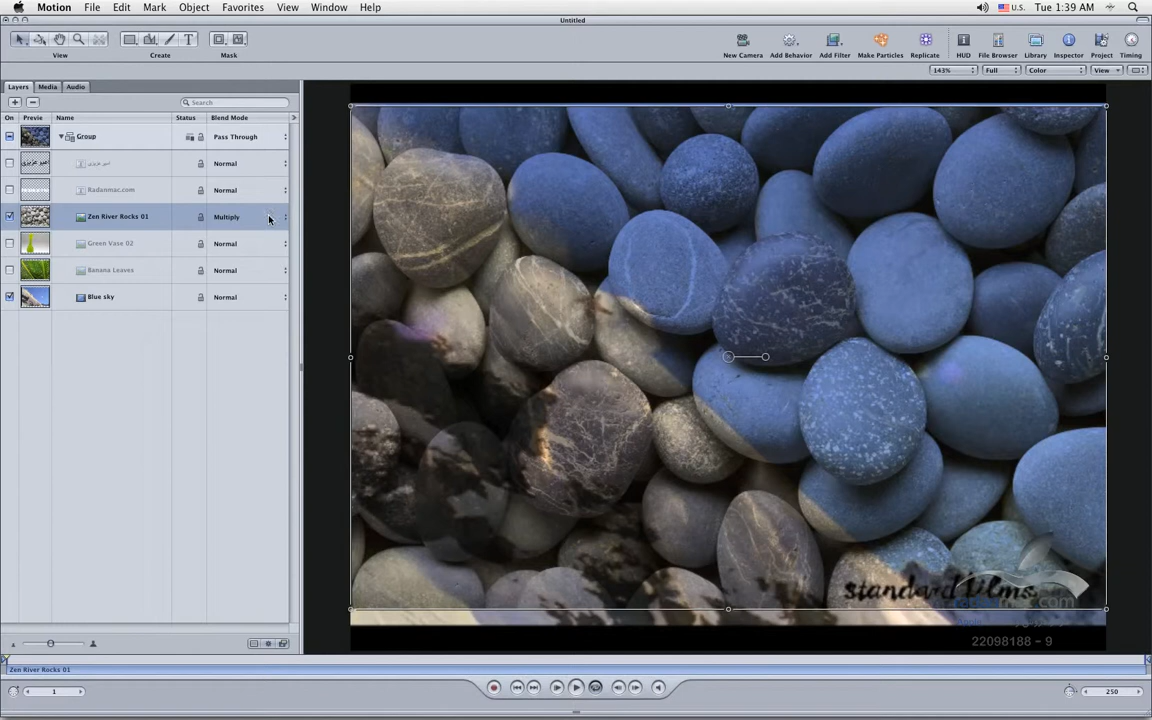 Motion File Edit Mark Object Favorites View Window Help U.S. Tue 1:39 AM
Untitled
View Create Mask New Camera Add Behavior Add Filter Make Particles Replicate HUD File Browser Library Inspector Project Timing
143% Full Color View
Layers Media Audio
Search
On Previe Name Status Blend Mode
Group Pass Through
Normal
Radanmac.com Normal
Zen River Rocks 01 Multiply
Green Vase 02 Normal
Banana Leaves Normal
Blue sky Normal
standard films
22098188 - 9
Zen River Rocks 01
1 250